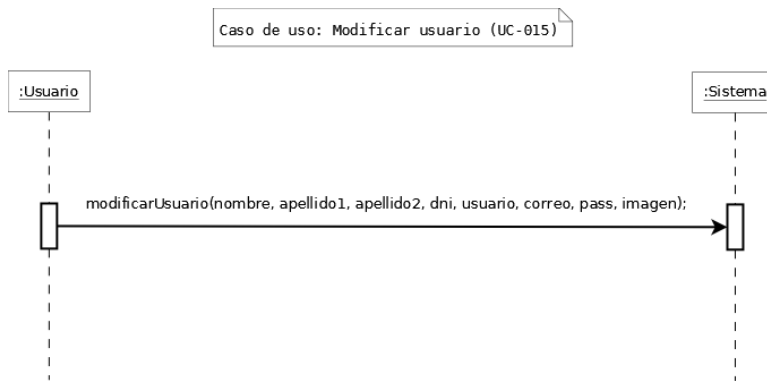 Caso de uso: Modificar usuario (UC-015)
:Usuario
:Sistema
modificarUsuario(nombre, apellido1, apellido2, dni, usuario, correo, pass, imagen);